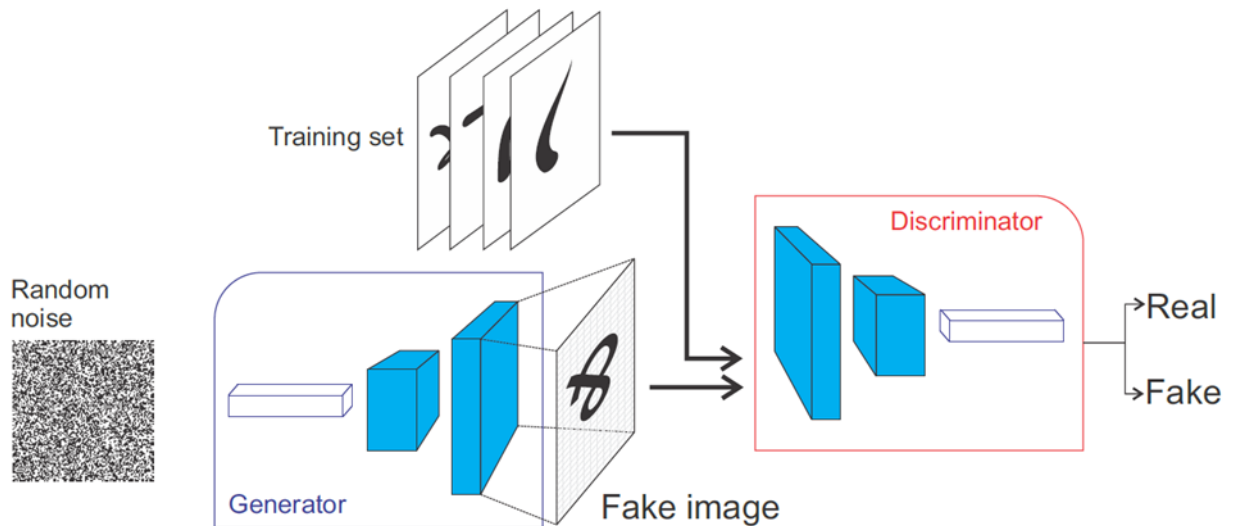 Training set
Discriminator
Random
noise
Real
Fake
Generator
Fake image